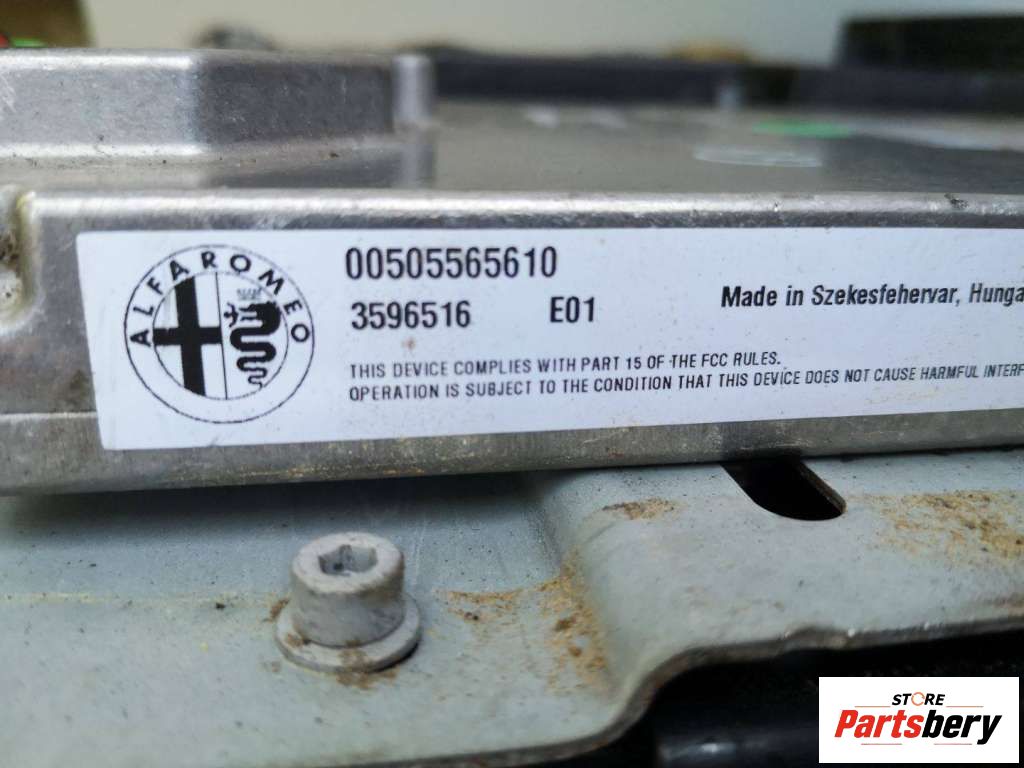 ALFA ROMEO
00505565610
3596516 E01
Made in Szekesfehervar, Hunga
THIS DEVICE COMPLIES WITH PART 15 OF THE FCC RULES.
OPERATION IS SUBJECT TO THE CONDITION THAT THIS DEVICE DOES NOT CAUSE HARMFUL INTERF
STORE
Partsbery